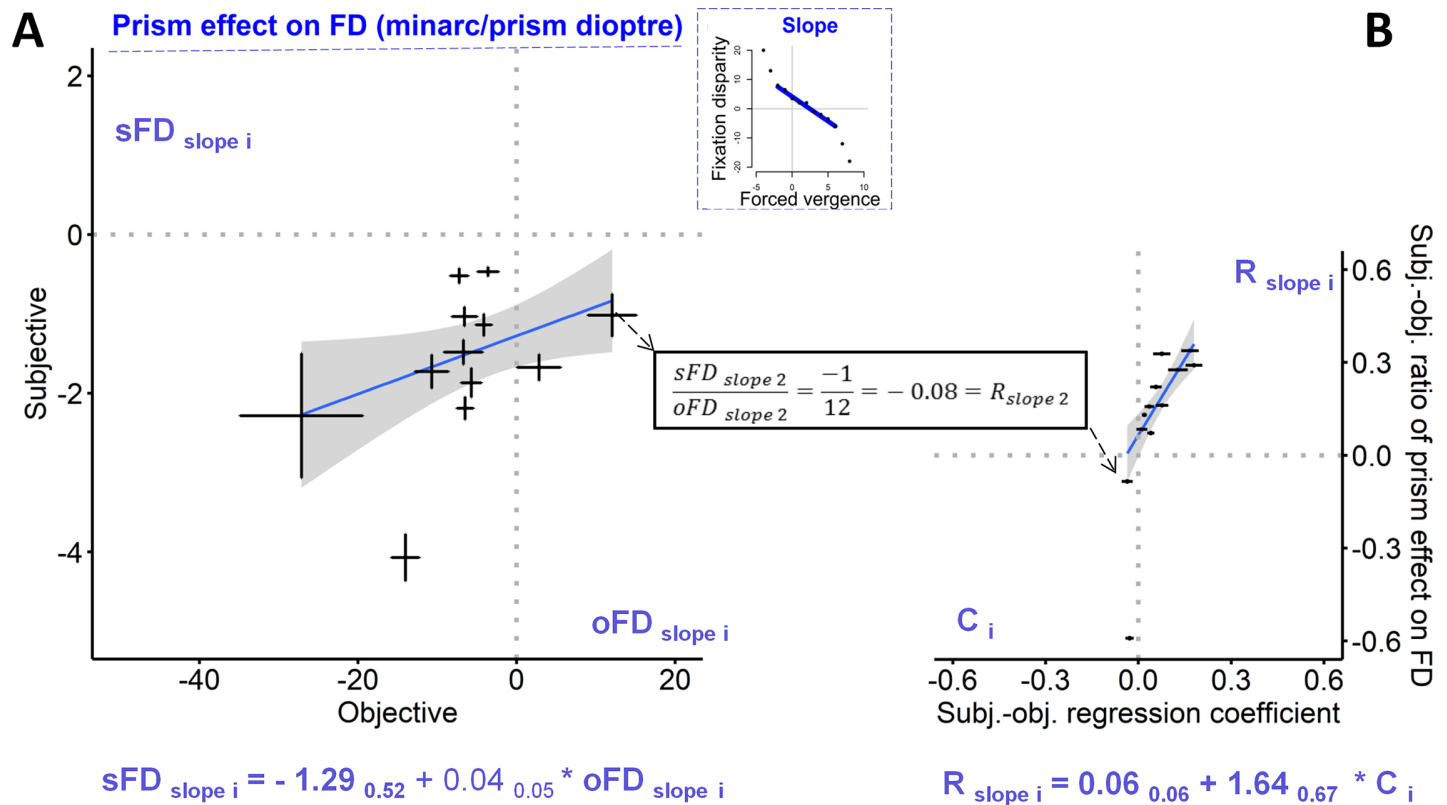 A
Prism effect on FD (minarc/prism dioptre)
B
Slope
Fixation disparity
20
10
0
-10
-20
-5
0
5
10
Forced vergence
sFD slope i
2
0
-2
-4
Subjective
-40
-20
0
20
Objective
oFD slope i
sFD slope 2 / oFD slope 2 = -1 / 12 = - 0.08 = R slope 2
R slope i
0.6
0.3
0.0
-0.3
-0.6
Subj.-obj. ratio of prism effect on FD
C i
-0.6
-0.3
0.0
0.3
0.6
Subj.-obj. regression coefficient
sFD slope i = - 1.29 0.52 + 0.04 0.05 * oFD slope i
R slope i = 0.06 0.06 + 1.64 0.67 * C i